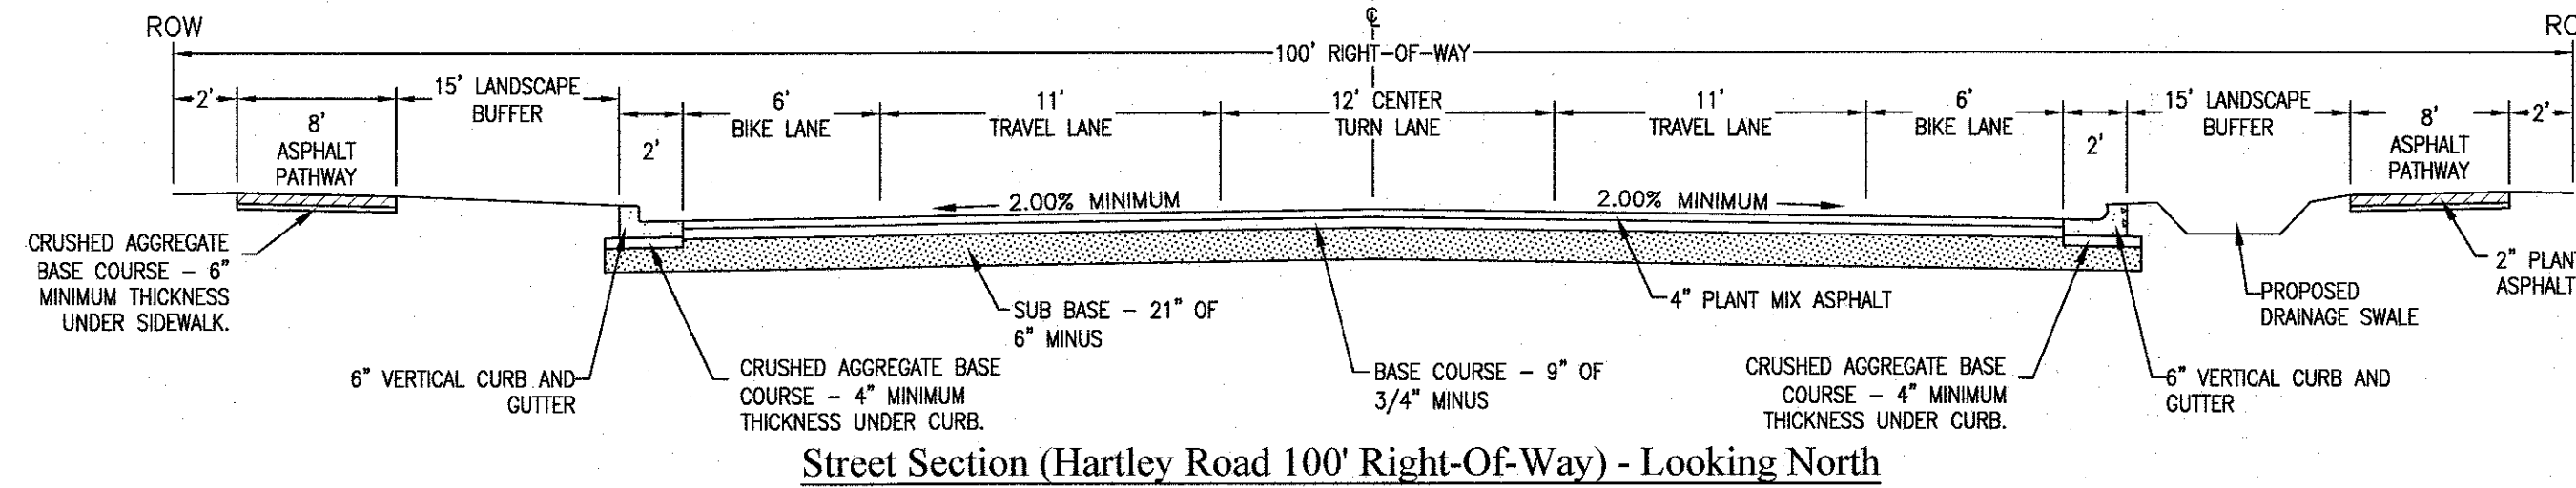 ROW
℄
RO
100' RIGHT-OF-WAY
2'
8'
ASPHALT
PATHWAY
15' LANDSCAPE
BUFFER
2'
6'
BIKE LANE
11'
TRAVEL LANE
12' CENTER
TURN LANE
11'
TRAVEL LANE
6'
BIKE LANE
2'
15' LANDSCAPE
BUFFER
8'
ASPHALT
PATHWAY
2'
2.00% MINIMUM
2.00% MINIMUM
CRUSHED AGGREGATE
BASE COURSE - 6"
MINIMUM THICKNESS
UNDER SIDEWALK.
6" VERTICAL CURB AND
GUTTER
CRUSHED AGGREGATE BASE
COURSE - 4" MINIMUM
THICKNESS UNDER CURB.
SUB BASE - 21" OF
6" MINUS
BASE COURSE - 9" OF
3/4" MINUS
4" PLANT MIX ASPHALT
CRUSHED AGGREGATE BASE
COURSE - 4" MINIMUM
THICKNESS UNDER CURB.
6" VERTICAL CURB AND
GUTTER
PROPOSED
DRAINAGE SWALE
2" PLANT
ASPHALT
Street Section (Hartley Road 100' Right-Of-Way) - Looking North